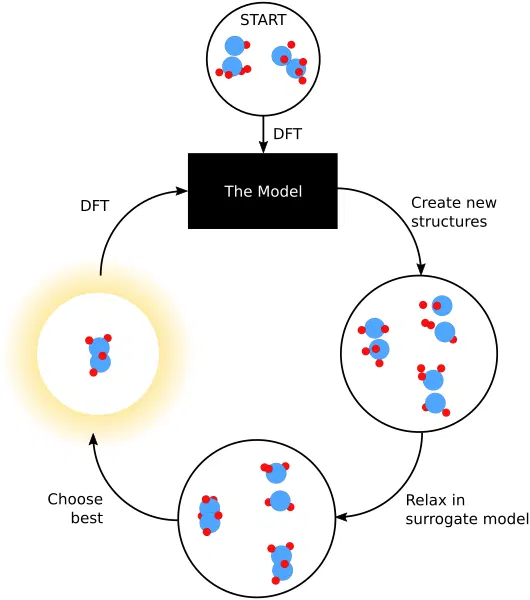 START
DFT
The Model
DFT
Create new
structures
Choose
best
Relax in
surrogate model